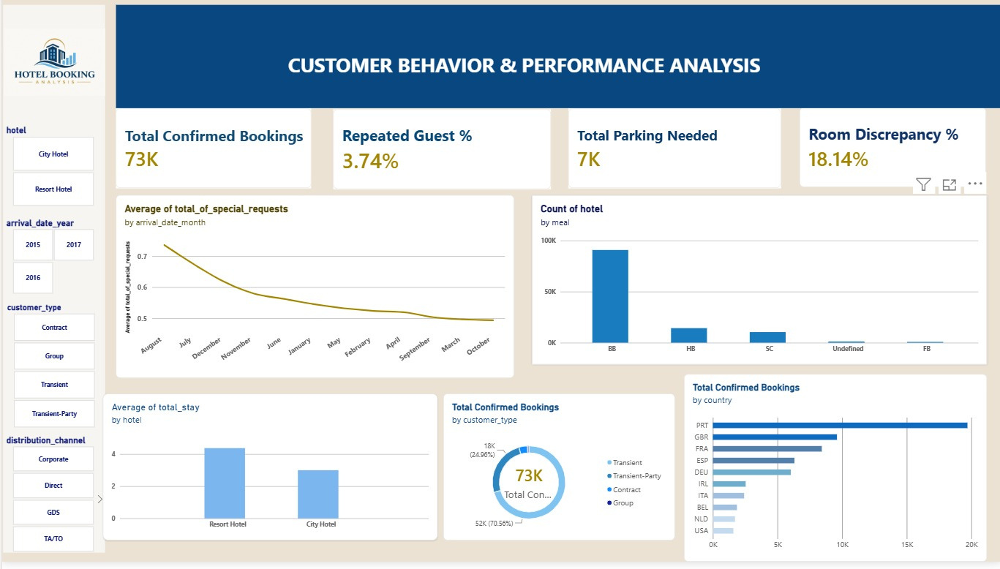 HOTEL BOOKING
ANALYSIS
CUSTOMER BEHAVIOR & PERFORMANCE ANALYSIS
hotel
City Hotel
Resort Hotel
arrival_date_year
2015
2017
2016
customer_type
Contract
Group
Transient
Transient-Party
distribution_channel
Corporate
Direct
GDS
TA/TO
Total Confirmed Bookings
73K
Repeated Guest %
3.74%
Total Parking Needed
7K
Room Discrepancy %
18.14%
Average of total_of_special_requests
by arrival_date_month
Average of total_of_special_requests
0.7
0.6
0.5
August
July
December
November
June
January
May
February
April
September
March
October
Count of hotel
by meal
100K
50K
0K
BB
HB
SC
Undefined
FB
Average of total_stay
by hotel
4
2
0
Resort Hotel
City Hotel
Total Confirmed Bookings
by customer_type
18K
(24.96%)
73K
Total Con...
52K (70.56%)
Transient
Transient-Party
Contract
Group
Total Confirmed Bookings
by country
PRT
GBR
FRA
ESP
DEU
IRL
ITA
BEL
NLD
USA
0K
5K
10K
15K
20K